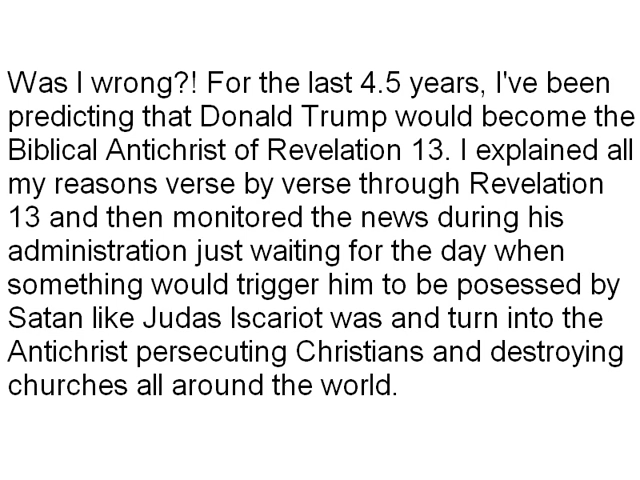 Was I wrong?! For the last 4.5 years, I've been
predicting that Donald Trump would become the
Biblical Antichrist of Revelation 13. I explained all
my reasons verse by verse through Revelation
13 and then monitored the news during his
administration just waiting for the day when
something would trigger him to be posessed by
Satan like Judas Iscariot was and turn into the
Antichrist persecuting Christians and destroying
churches all around the world.